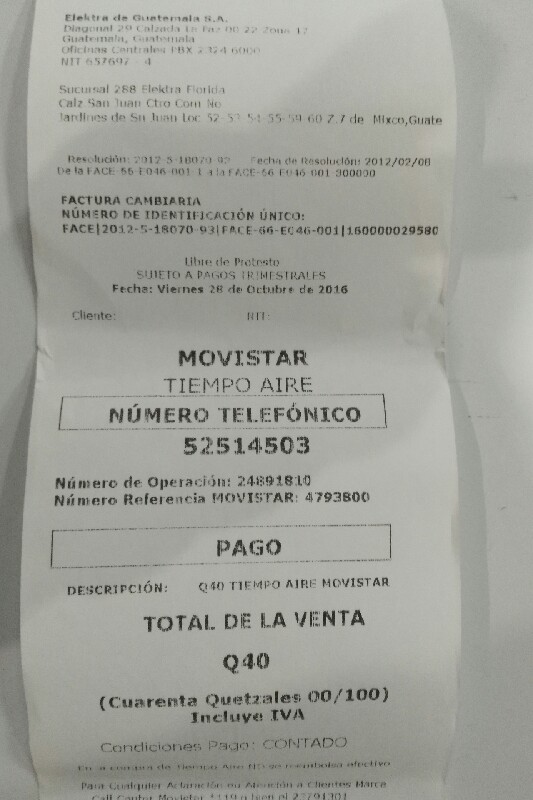 Elektra de Guatemala S.A.
Diagonal 29 Calzada La Paz 00 22 Zona 17
Guatemala, Guatemala
Oficinas Centrales PBX 2324 6000
NIT 657697 - 4
Sucursal 288 Elektra Florida
Calz San Juan Ctro Com No
Jardines de Sn Juan Loc 52-53-54-55-59-60 Z.7 de Mixco,Guate
Resolución: 2012-5-18070-93 Fecha de Resolución: 2012/02/08
De la FACE-66-E046-001-1 a la FACE-66-E046-001-300000
FACTURA CAMBIARIA
NÚMERO DE IDENTIFICACIÓN ÚNICO:
FACE|2012-5-18070-93|FACE-66-EC46-001|160000029580
Libre de Protesto
SUJETO A PAGOS TRIMESTRALES
Fecha: Viernes 28 de Octubre de 2016
Cliente: NIT:
MOVISTAR
TIEMPO AIRE
NÚMERO TELEFÓNICO
52514503
Número de Operación: 24891810
Número Referencia MOVISTAR: 4793800
PAGO
DESCRIPCIÓN: Q40 TIEMPO AIRE MOVISTAR
TOTAL DE LA VENTA
Q40
(Cuarenta Quetzales 00/100)
Incluye IVA
Condiciones Pago: CONTADO
En la compra de Tiempo Aire NO se reembolsa efectivo
Para Cualquier Aclaración ou Atención a Clientes Marca
Call Center Movistar *119 o bien el 23791301